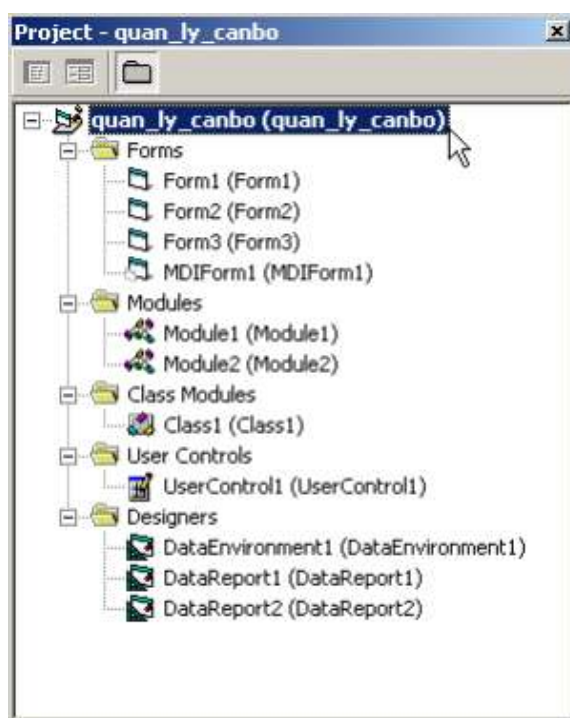 Project - quan_ly_canbo
quan_ly_canbo (quan_ly_canbo)
Forms
Form1 (Form1)
Form2 (Form2)
Form3 (Form3)
MDIForm1 (MDIForm1)
Modules
Module1 (Module1)
Module2 (Module2)
Class Modules
Class1 (Class1)
User Controls
UserControl1 (UserControl1)
Designers
DataEnvironment1 (DataEnvironment1)
DataReport1 (DataReport1)
DataReport2 (DataReport2)